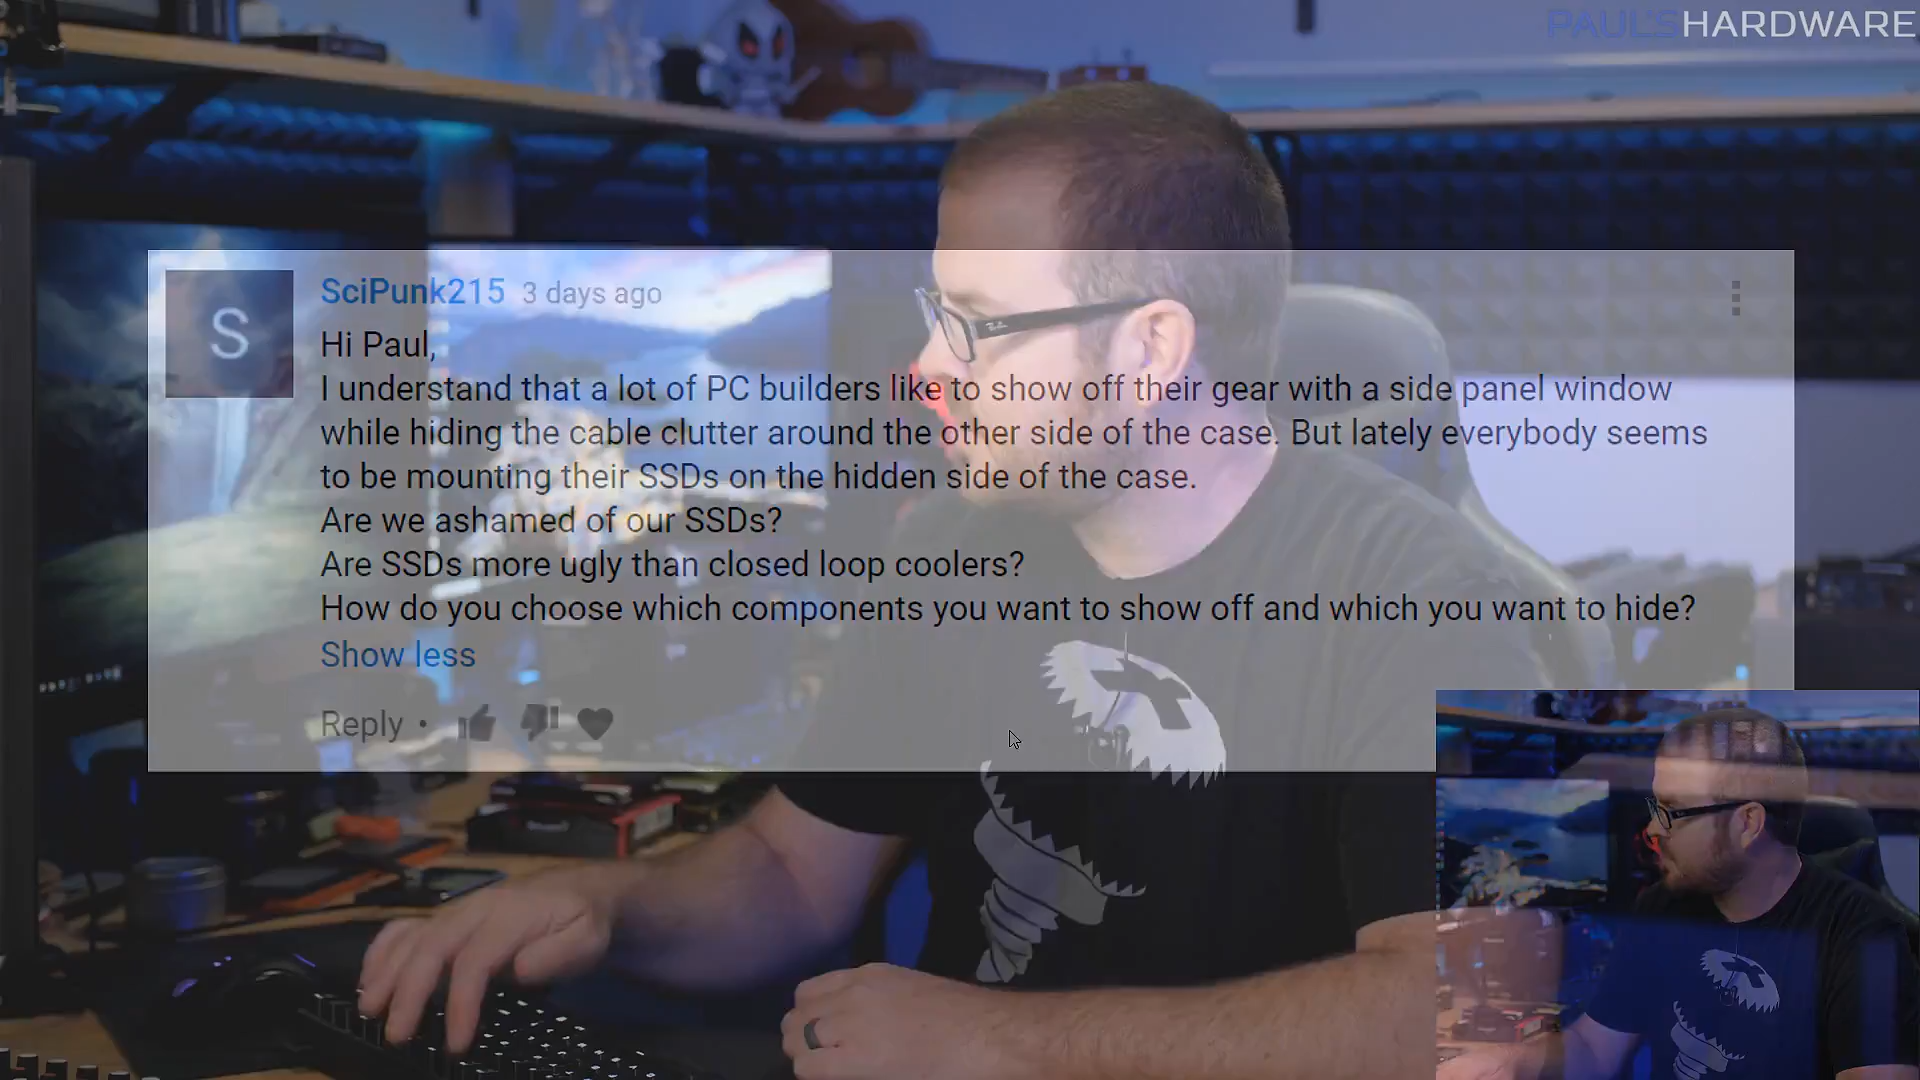 PAUL'SHARDWARE
SciPunk215 3 days ago
S
Hi Paul,
I understand that a lot of PC builders like to show off their gear with a side panel window
while hiding the cable clutter around the other side of the case. But lately everybody seems
to be mounting their SSDs on the hidden side of the case.
Are we ashamed of our SSDs?
Are SSDs more ugly than closed loop coolers?
How do you choose which components you want to show off and which you want to hide?
Show less
Reply •